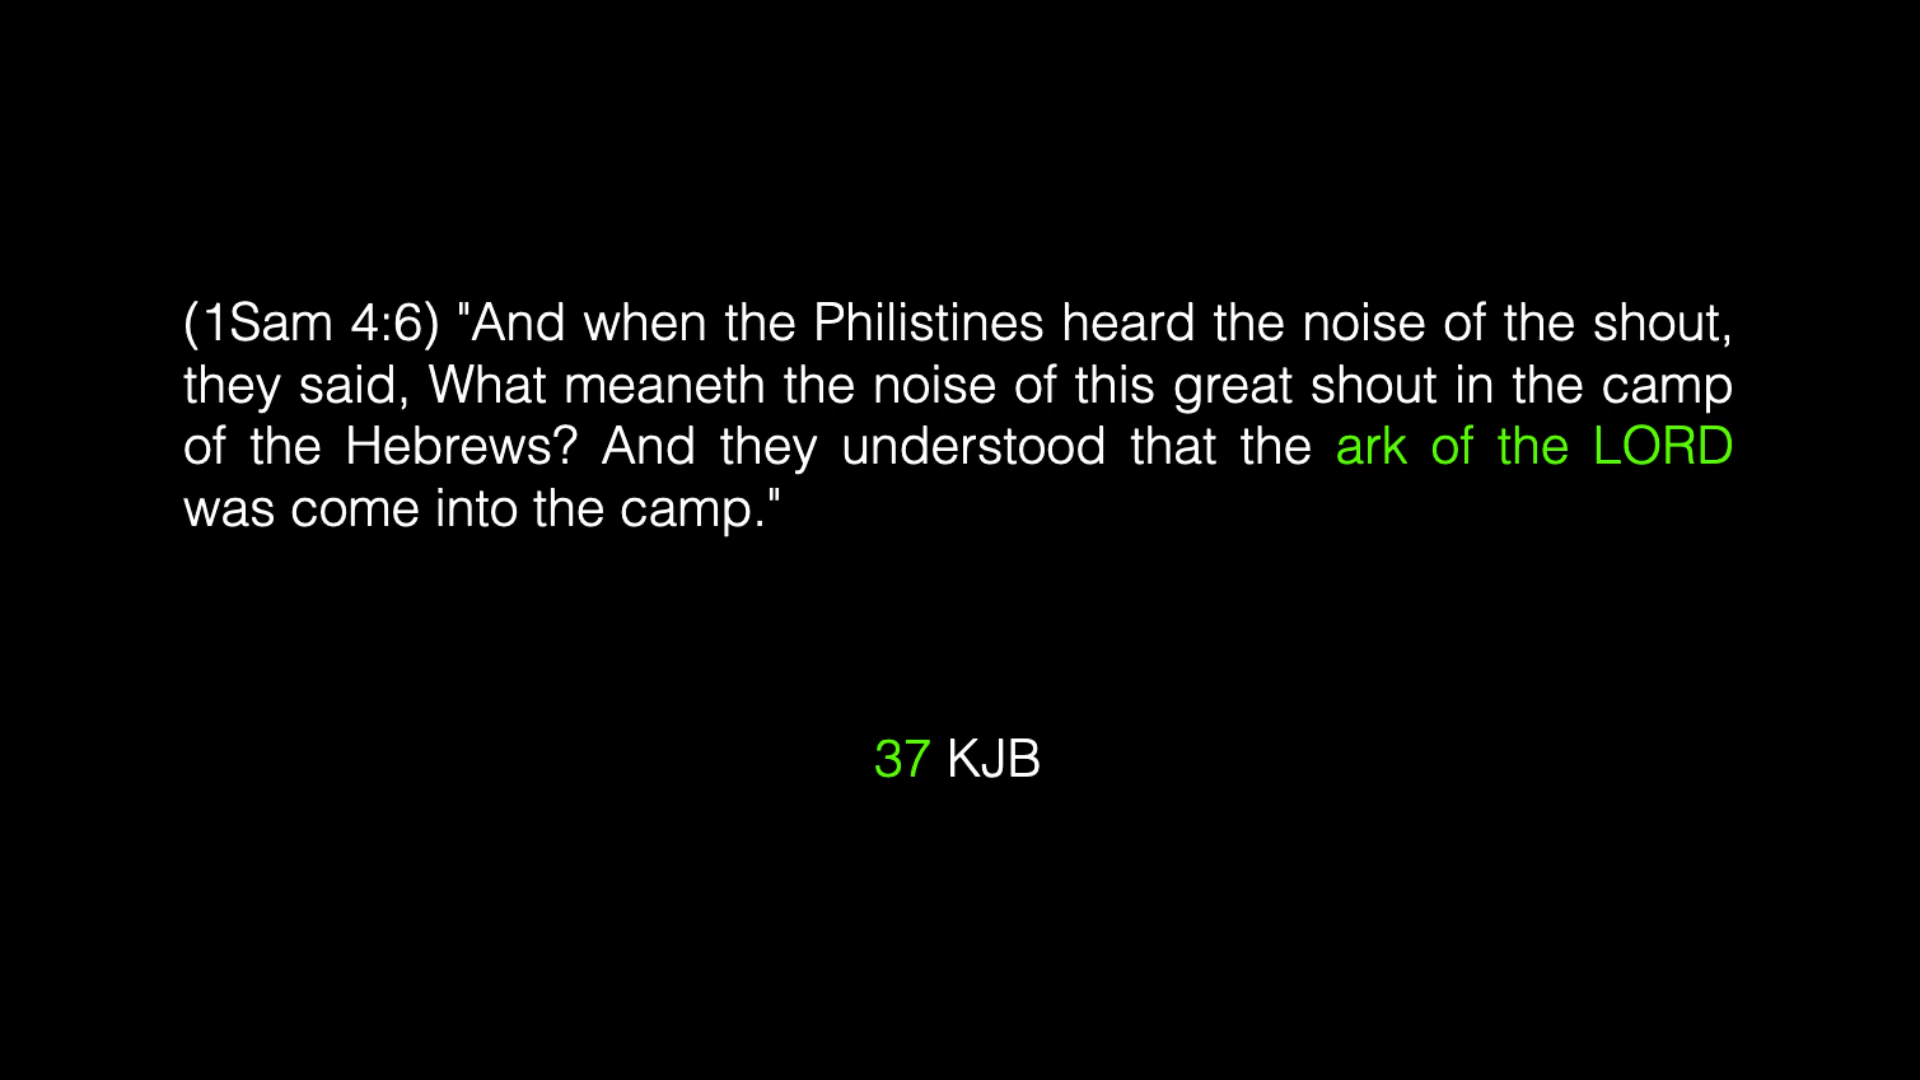 (1Sam 4:6) "And when the Philistines heard the noise of the shout,
they said, What meaneth the noise of this great shout in the camp
of the Hebrews? And they understood that the ark of the LORD
was come into the camp."
37 KJB